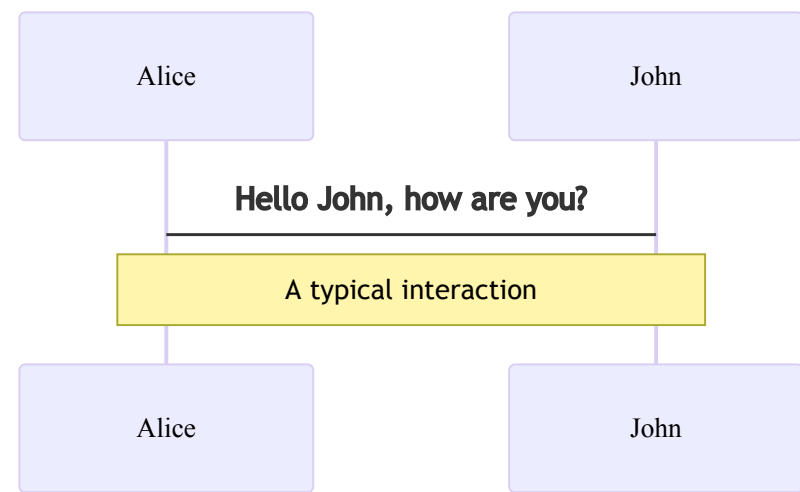 Alice
John
Hello John, how are you?
A typical interaction
Alice
John